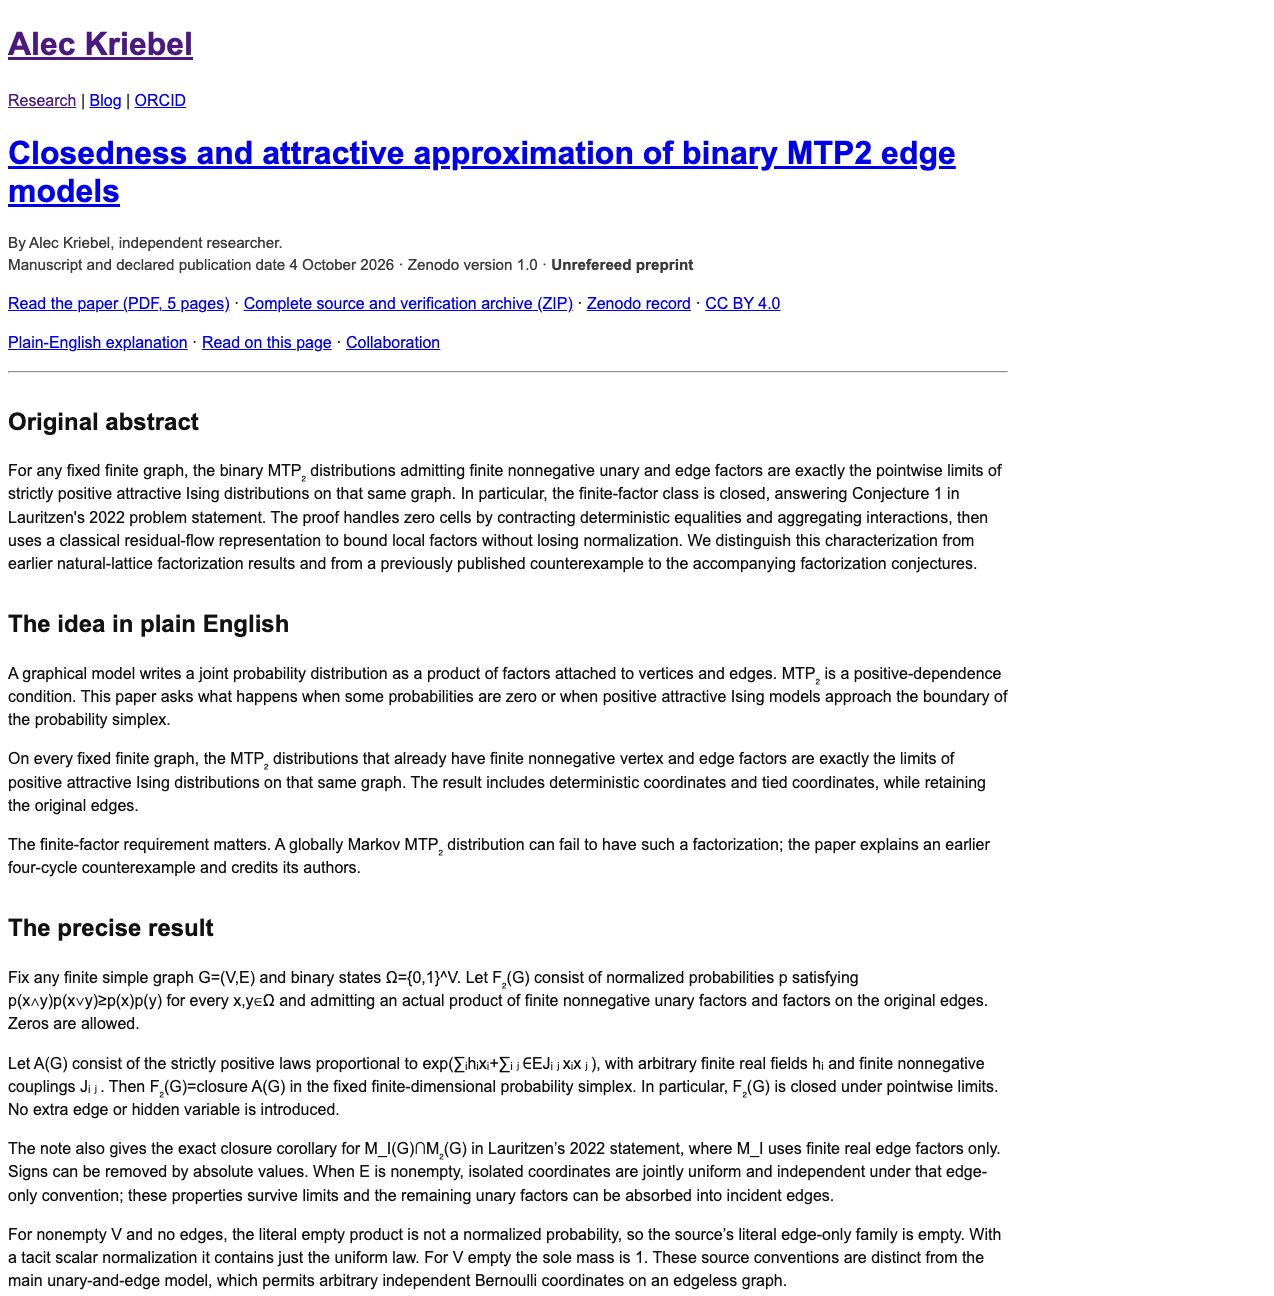 Alec Kriebel
Research | Blog | ORCID
Closedness and attractive approximation of binary MTP2 edge
models
By Alec Kriebel, independent researcher.
Manuscript and declared publication date 4 October 2026 · Zenodo version 1.0 · Unrefereed preprint
Read the paper (PDF, 5 pages) · Complete source and verification archive (ZIP) · Zenodo record · CC BY 4.0
Plain-English explanation · Read on this page · Collaboration
Original abstract
For any fixed finite graph, the binary MTP₂ distributions admitting finite nonnegative unary and edge factors are exactly the pointwise limits of
strictly positive attractive Ising distributions on that same graph. In particular, the finite-factor class is closed, answering Conjecture 1 in
Lauritzen's 2022 problem statement. The proof handles zero cells by contracting deterministic equalities and aggregating interactions, then
uses a classical residual-flow representation to bound local factors without losing normalization. We distinguish this characterization from
earlier natural-lattice factorization results and from a previously published counterexample to the accompanying factorization conjectures.
The idea in plain English
A graphical model writes a joint probability distribution as a product of factors attached to vertices and edges. MTP₂ is a positive-dependence
condition. This paper asks what happens when some probabilities are zero or when positive attractive Ising models approach the boundary of
the probability simplex.
On every fixed finite graph, the MTP₂ distributions that already have finite nonnegative vertex and edge factors are exactly the limits of
positive attractive Ising distributions on that same graph. The result includes deterministic coordinates and tied coordinates, while retaining
the original edges.
The finite-factor requirement matters. A globally Markov MTP₂ distribution can fail to have such a factorization; the paper explains an earlier
four-cycle counterexample and credits its authors.
The precise result
Fix any finite simple graph G=(V,E) and binary states Ω={0,1}^V. Let F₂(G) consist of normalized probabilities p satisfying
p(x∧y)p(x∨y)≥p(x)p(y) for every x,y∈Ω and admitting an actual product of finite nonnegative unary factors and factors on the original edges.
Zeros are allowed.
Let A(G) consist of the strictly positive laws proportional to exp(∑ᵢhᵢxᵢ+∑ᵢⱼ∈EJᵢⱼxᵢxⱼ), with arbitrary finite real fields hᵢ and finite nonnegative
couplings Jᵢⱼ. Then F₂(G)=closure A(G) in the fixed finite-dimensional probability simplex. In particular, F₂(G) is closed under pointwise limits.
No extra edge or hidden variable is introduced.
The note also gives the exact closure corollary for M_I(G)∩M₂(G) in Lauritzen’s 2022 statement, where M_I uses finite real edge factors only.
Signs can be removed by absolute values. When E is nonempty, isolated coordinates are jointly uniform and independent under that edge-
only convention; these properties survive limits and the remaining unary factors can be absorbed into incident edges.
For nonempty V and no edges, the literal empty product is not a normalized probability, so the source’s literal edge-only family is empty. With
a tacit scalar normalization it contains just the uniform law. For V empty the sole mass is 1. These source conventions are distinct from the
main unary-and-edge model, which permits arbitrary independent Bernoulli coordinates on an edgeless graph.